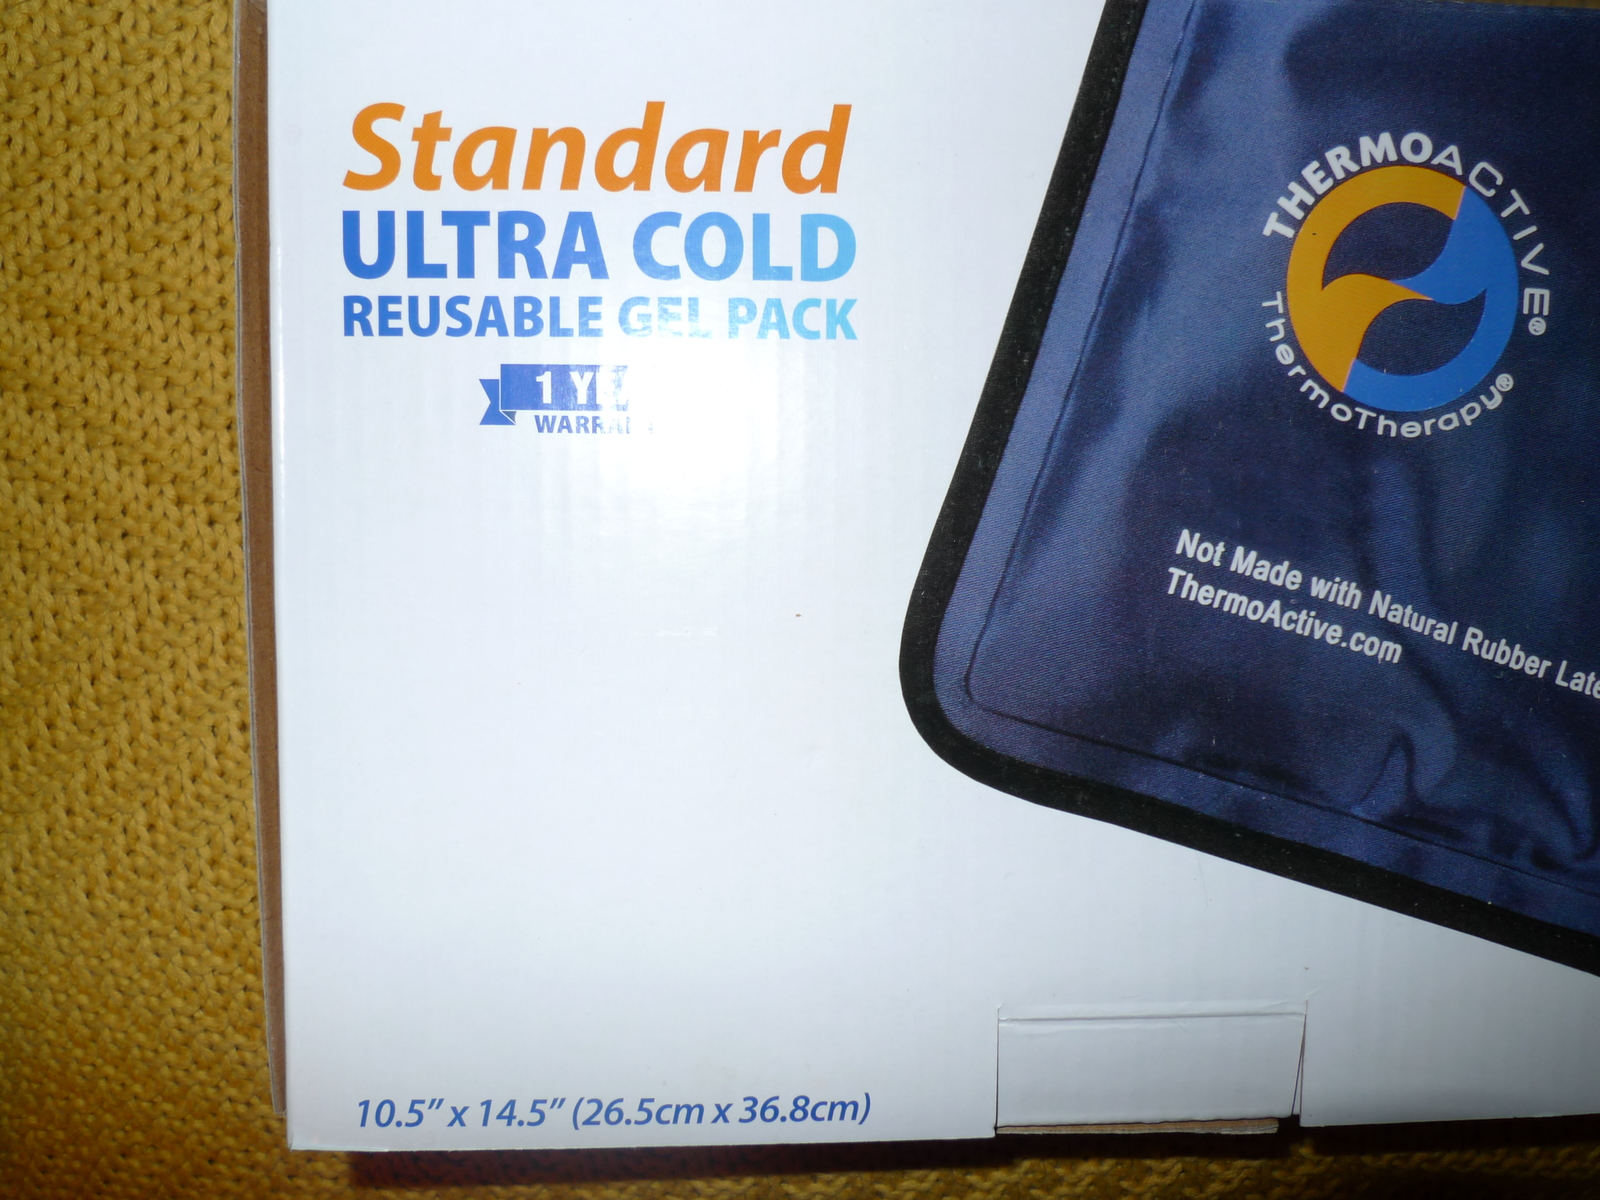 Standard
ULTRA COLD
REUSABLE GEL PACK
1
THERMOACTIVE®
ThermoTherapy®
Not Made with Natural Rubber
ThermoActive.com
10.5” x 14.5” (26.5cm x 36.8cm)